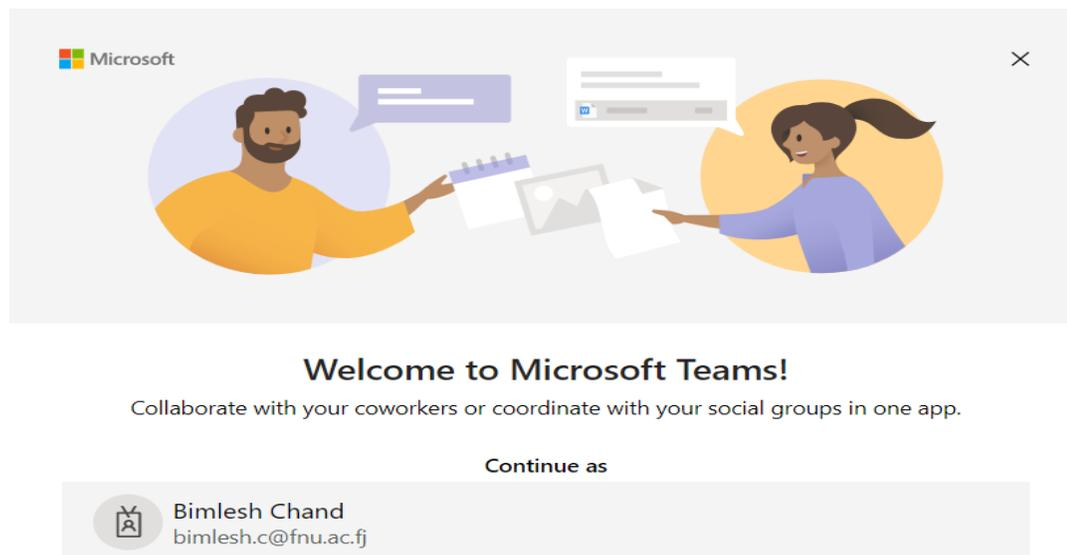 Microsoft
Welcome to Microsoft Teams!
Collaborate with your coworkers or coordinate with your social groups in one app.
Continue as
Bimlesh Chand
bimlesh.c@fnu.ac.fj